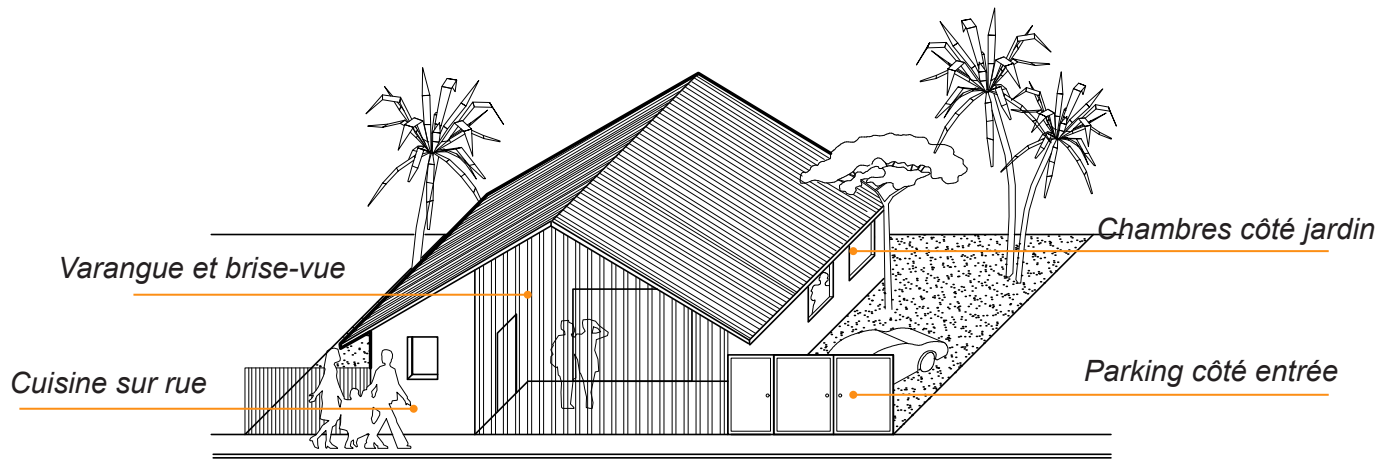 Chambres côté jardin
Varangue et brise-vue
Cuisine sur rue
Parking côté entrée